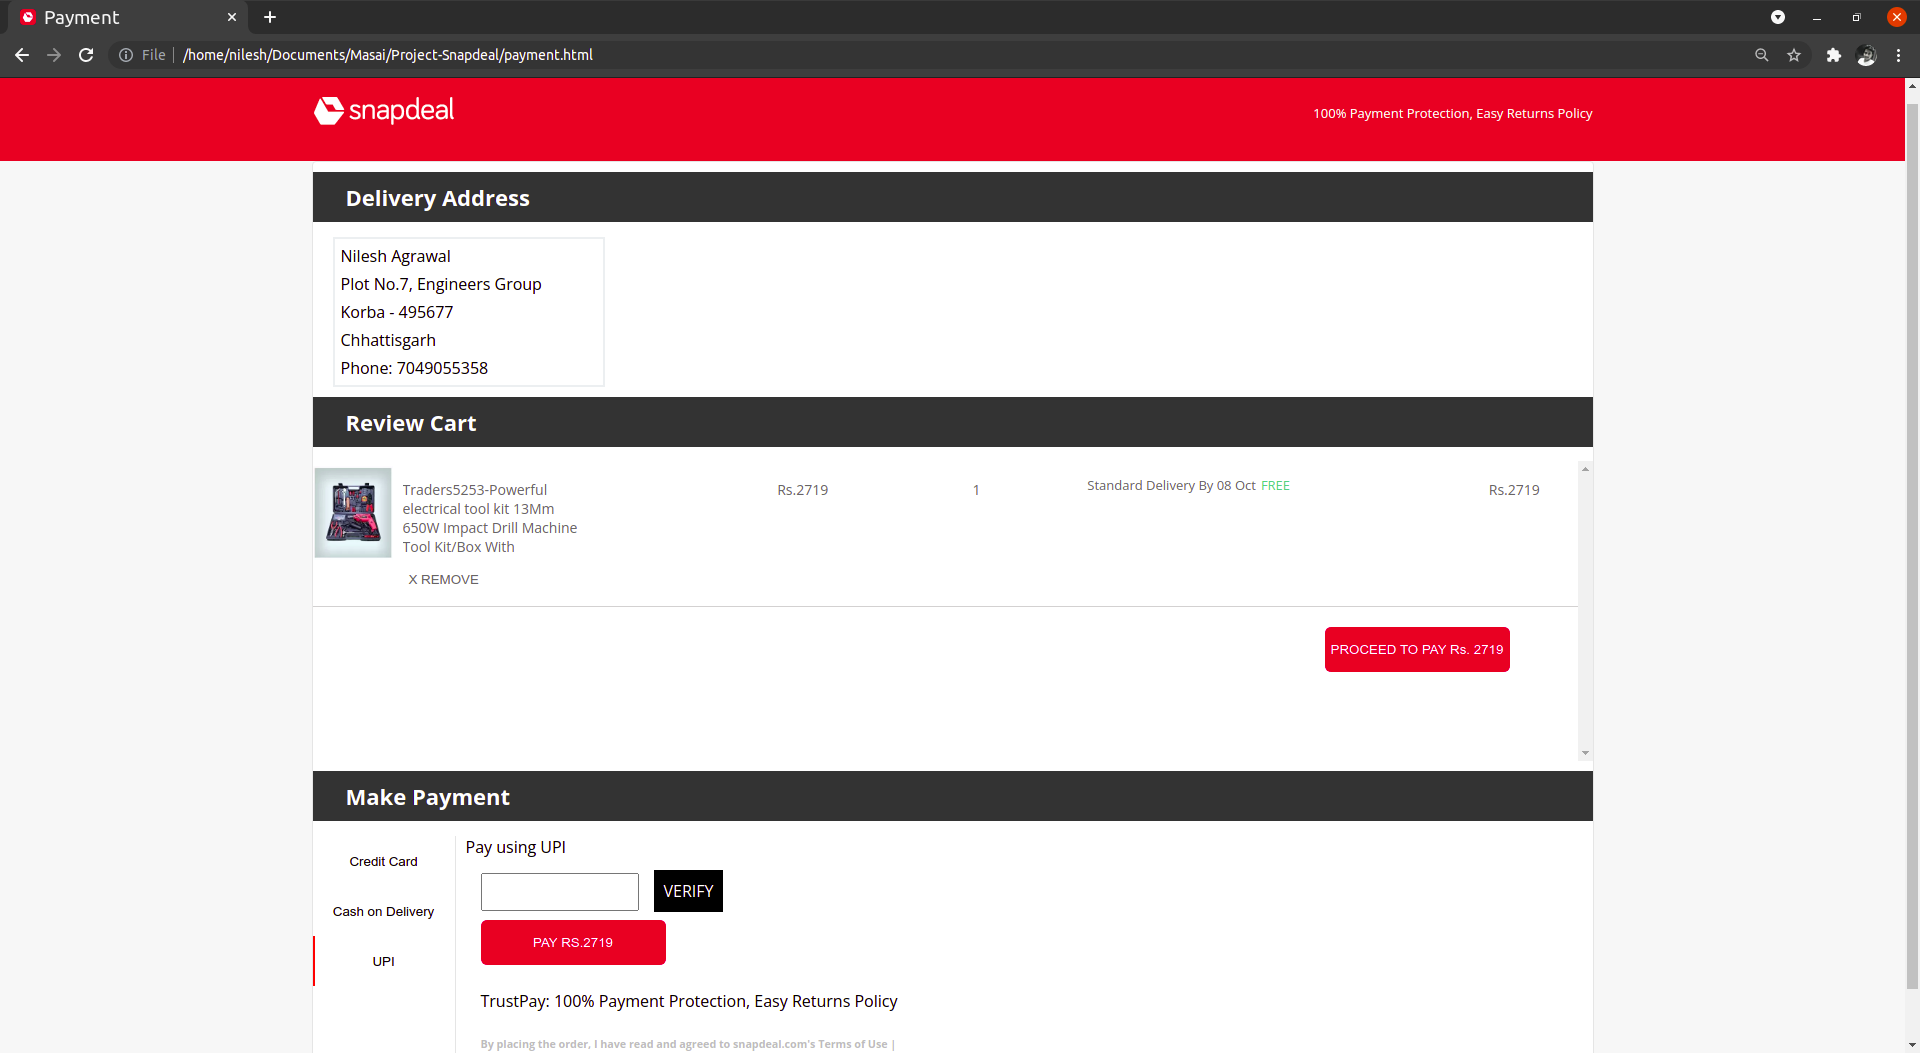 Payment
File
/home/nilesh/Documents/Masai/Project-Snapdeal/payment.html
snapdeal
100% Payment Protection, Easy Returns Policy
Delivery Address
Nilesh Agrawal
Plot No.7, Engineers Group
Korba - 495677
Chhattisgarh
Phone: 7049055358
Review Cart
Traders5253-Powerful
electrical tool kit 13Mm
650W Impact Drill Machine
Tool Kit/Box With
Rs.2719
1
Standard Delivery By 08 Oct FREE
Rs.2719
X REMOVE
PROCEED TO PAY Rs. 2719
Make Payment
Credit Card
Cash on Delivery
UPI
Pay using UPI
VERIFY
PAY RS.2719
TrustPay: 100% Payment Protection, Easy Returns Policy
By placing the order, I have read and agreed to snapdeal.com's Terms of Use |